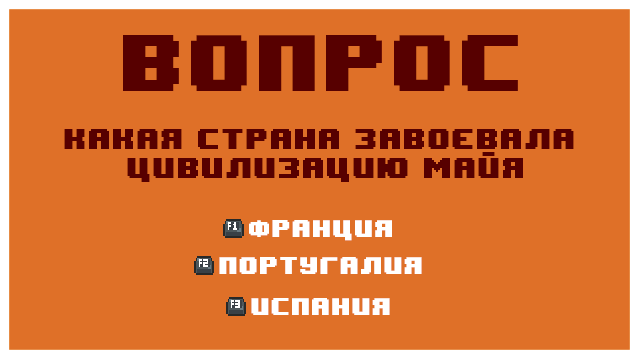 ВОПРОС
КАКАЯ СТРАНА ЗАВОЕВАЛА
ЦИВИЛИЗАЦИЮ МАЙЯ
F1 ФРАНЦИЯ
F2 ПОРТУГАЛИЯ
F3 ИСПАНИЯ